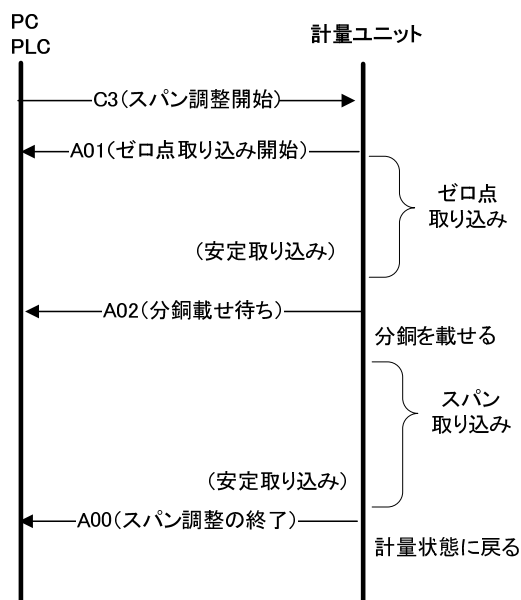 PC
PLC
計量ユニット
C3(スパン調整開始)
A01(ゼロ点取り込み開始)
ゼロ点
取り込み
(安定取り込み)
A02(分銅載せ待ち)
分銅を載せる
スパン
取り込み
(安定取り込み)
A00(スパン調整の終了)
計量状態に戻る